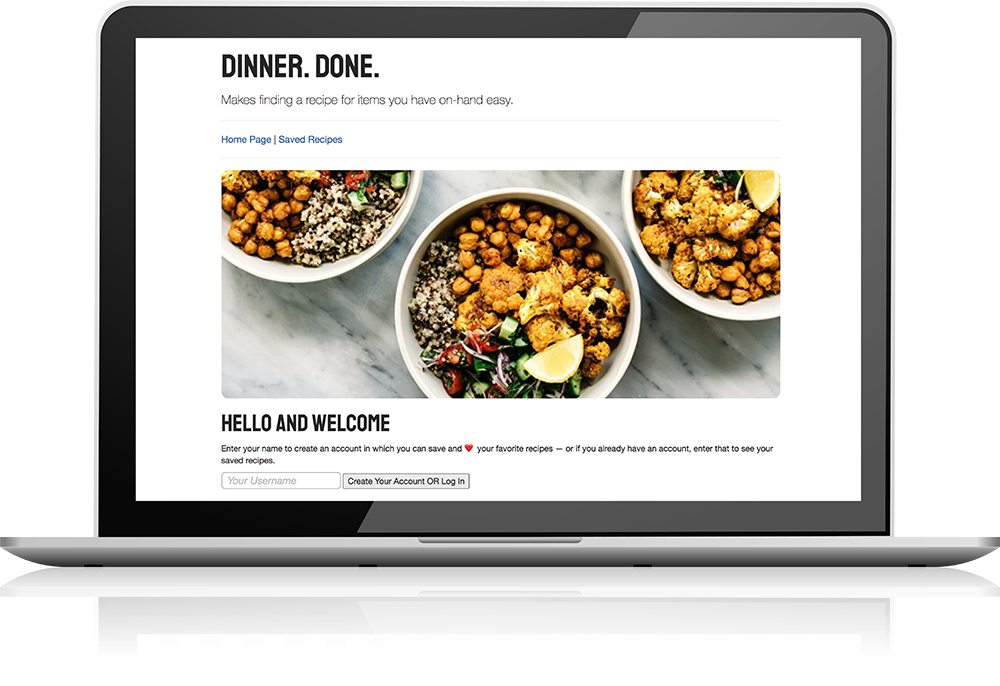 DINNER. DONE.
Makes finding a recipe for items you have on-hand easy.
Home Page | Saved Recipes
HELLO AND WELCOME
Enter your name to create an account in which you can save and ❤️ your favorite recipes — or if you already have an account, enter that to see your
saved recipes.
Your Username
Create Your Account OR Log In